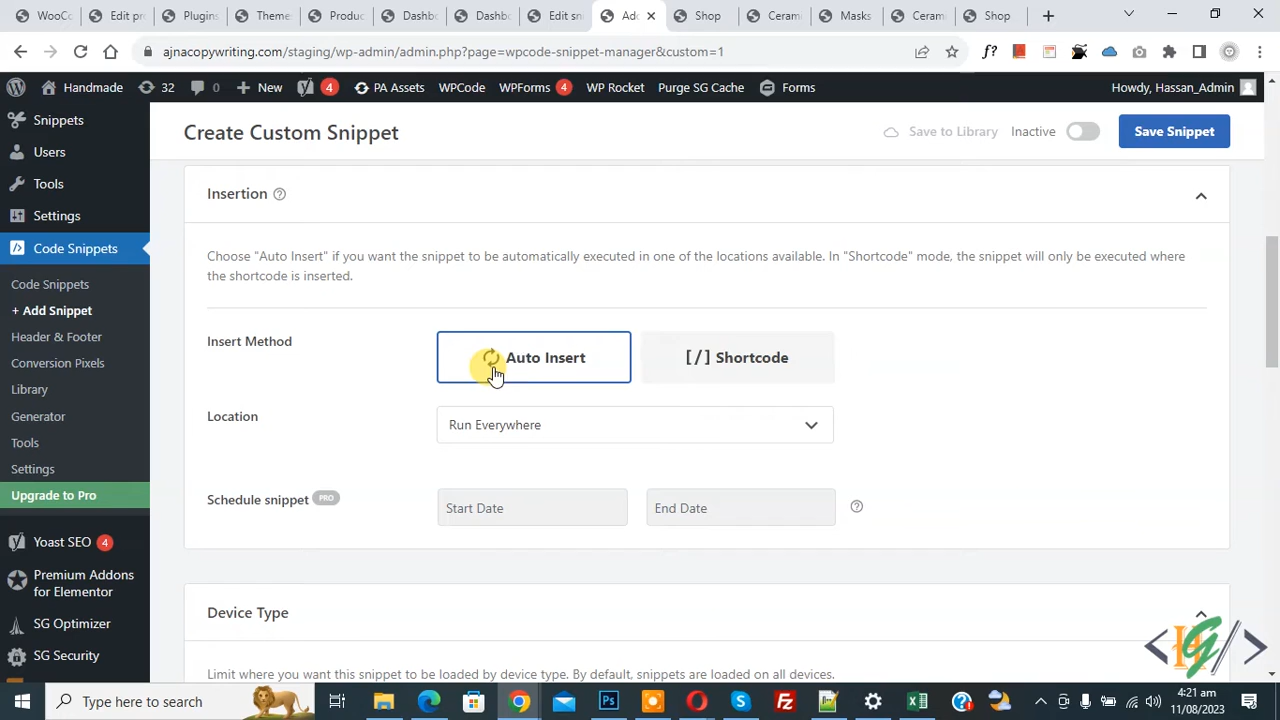 WooCo
Edit pr
Plugins
Theme
Produc
Dashbo
Dashb
Edit sn
Adc
Shop
Cerami
Masks
Ceram
Shop
ajnacopywriting.com/staging/wp-admin/admin.php?page=wpcode-snippet-manager&custom=1
f?
Handmade
32
0
New
4
PA Assets
WPCode
WPForms
4
WP Rocket
Purge SG Cache
Forms
Howdy, Hassan_Admin
Snippets
Users
Tools
Settings
Code Snippets
Code Snippets
+ Add Snippet
Header & Footer
Conversion Pixels
Library
Generator
Tools
Settings
Upgrade to Pro
Yoast SEO
4
Premium Addons
for Elementor
SG Optimizer
SG Security
Create Custom Snippet
Save to Library
Inactive
Save Snippet
Insertion
Choose "Auto Insert" if you want the snippet to be automatically executed in one of the locations available. In "Shortcode" mode, the snippet will only be executed where
the shortcode is inserted.
Insert Method
Auto Insert
[/] Shortcode
Location
Run Everywhere
Schedule snippet
PRO
Start Date
End Date
Device Type
Limit where you want this snippet to be loaded by device type. By default, snippets are loaded on all devices.
HG
Type here to search
Ps
4:21 am
11/08/2023